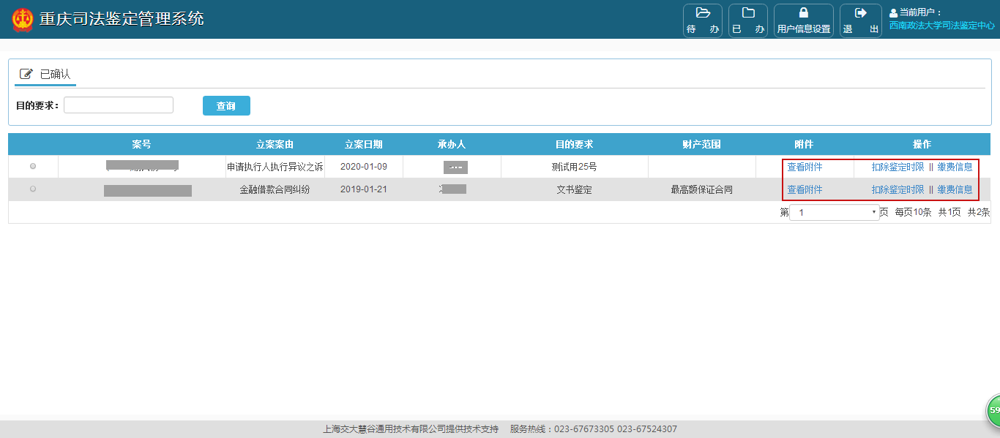 重庆司法鉴定管理系统
待 办
已 办
用户信息设置
退 出
当前用户：
西南政法大学司法鉴定中心
已确认
目的要求： 查询
案号 立案案由 立案日期 承办人 目的要求 财产范围 附件 操作
申请执行人执行异议之诉 2020-01-09 测试用25号 查看附件 扣除鉴定时限 || 缴费信息
金融借款合同纠纷 2019-01-21 文书鉴定 最高额保证合同 查看附件 扣除鉴定时限 || 缴费信息
第 1 页 每页10条 共1页 共2条
59
上海交大慧谷通用技术有限公司提供技术支持 服务热线：023-67673305 023-67524307